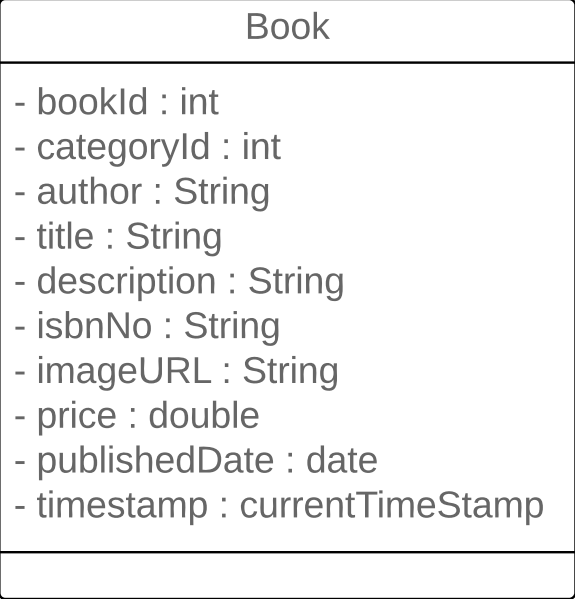 Book
- bookId : int
- categoryId : int
- author : String
- title : String
- description : String
- isbnNo : String
- imageURL : String
- price : double
- publishedDate : date
- timestamp : currentTimeStamp